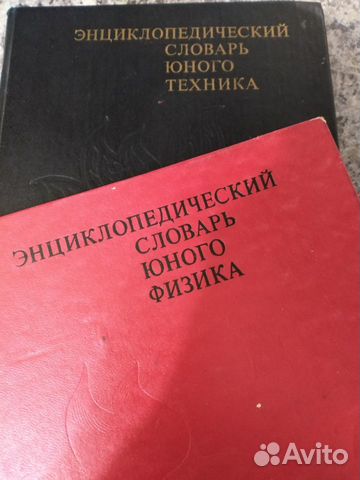 ЭНЦИКЛОПЕДИЧЕСКИЙ
СЛОВАРЬ
ЮНОГО
ТЕХНИКА
ЭНЦИКЛОПЕДИЧЕСКИЙ
СЛОВАРЬ
ЮНОГО
ФИЗИКА
Avito